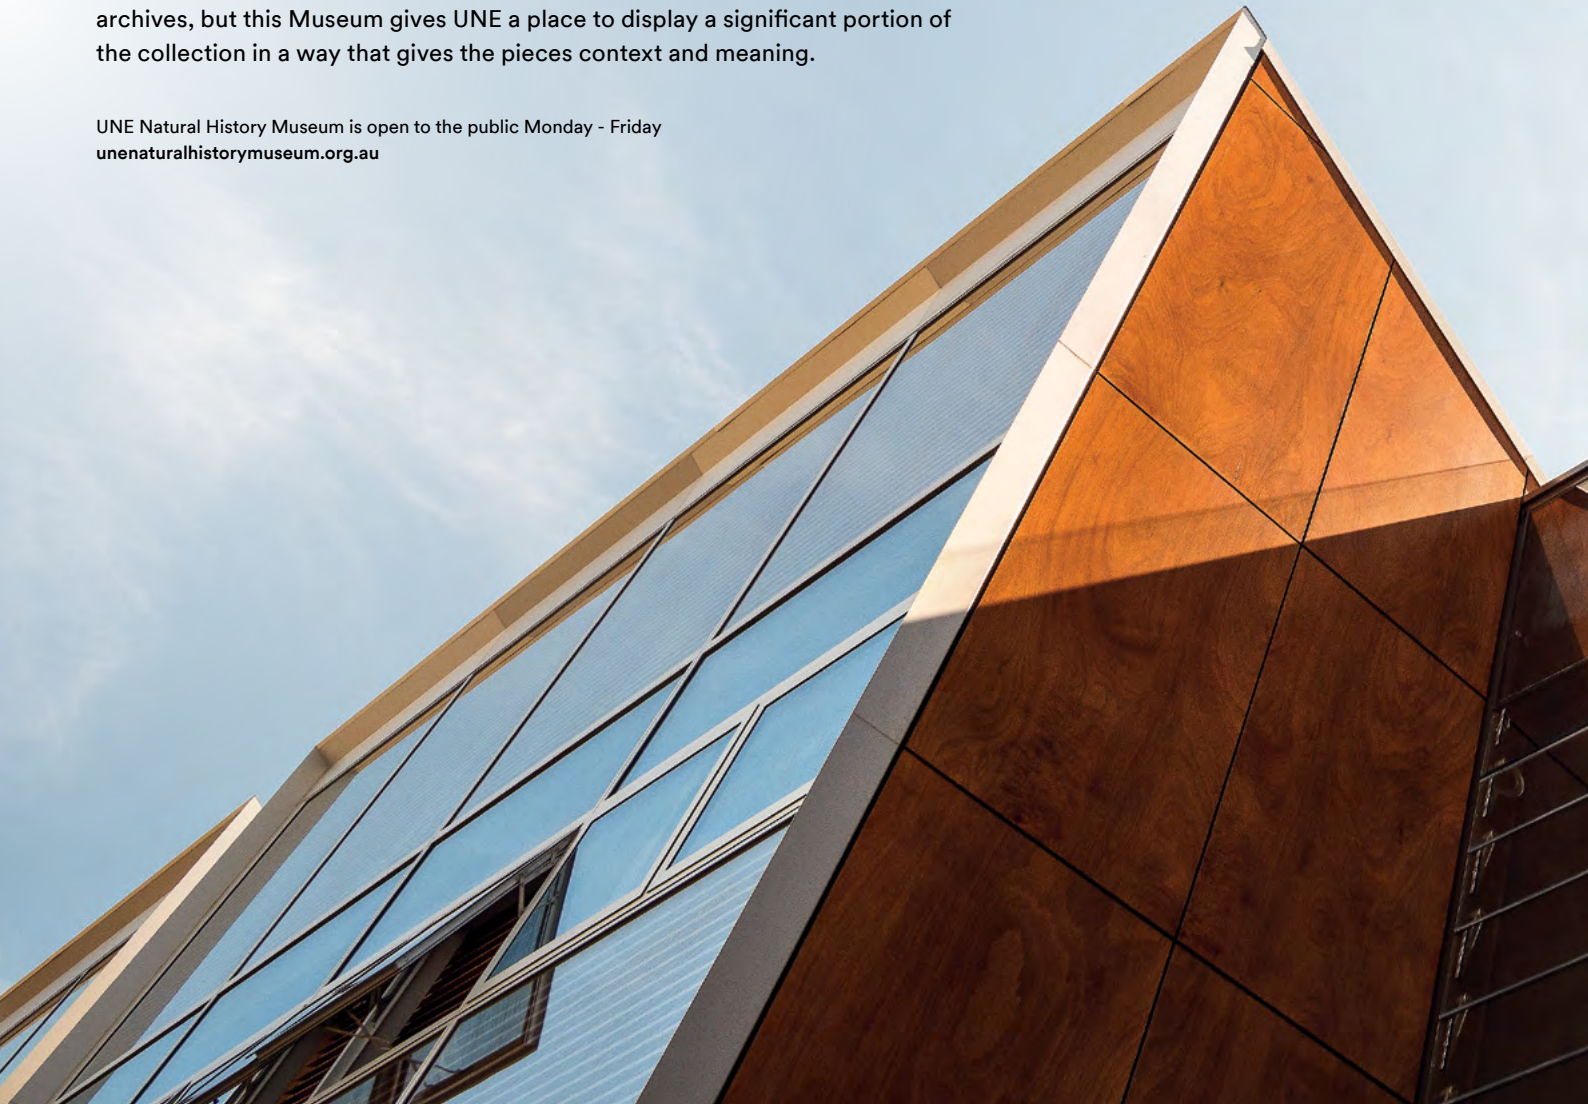 archives, but this Museum gives UNE a place to display a significant portion of
the collection in a way that gives the pieces context and meaning.
UNE Natural History Museum is open to the public Monday - Friday
unenaturalhistorymuseum.org.au